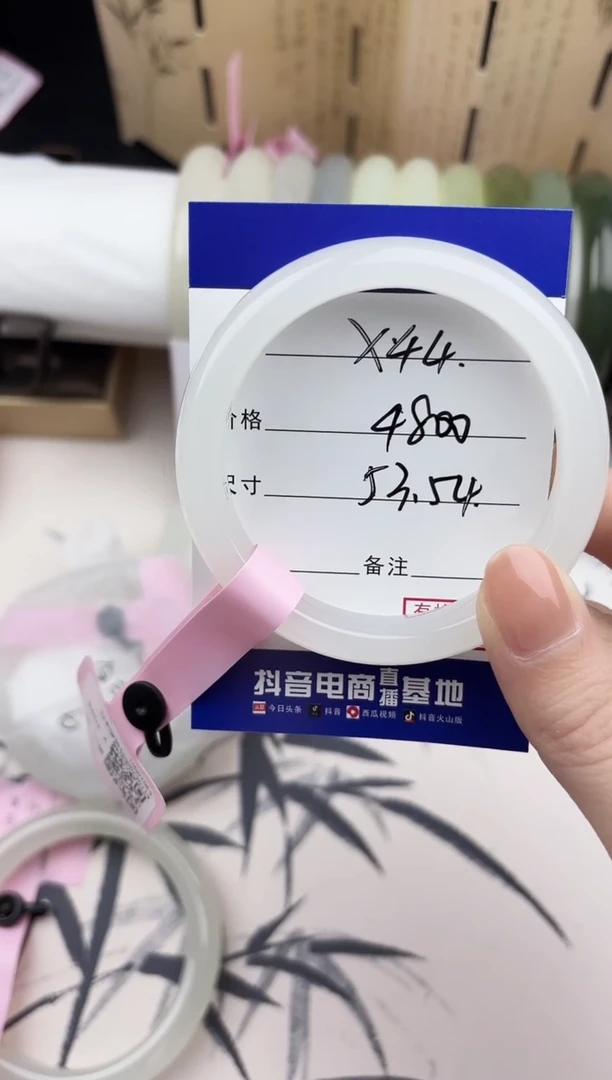 X44.
价格 4800
尺寸 53.54.
备注
抖音电商直播基地
今日头条 抖音 西瓜视频 抖音火山版